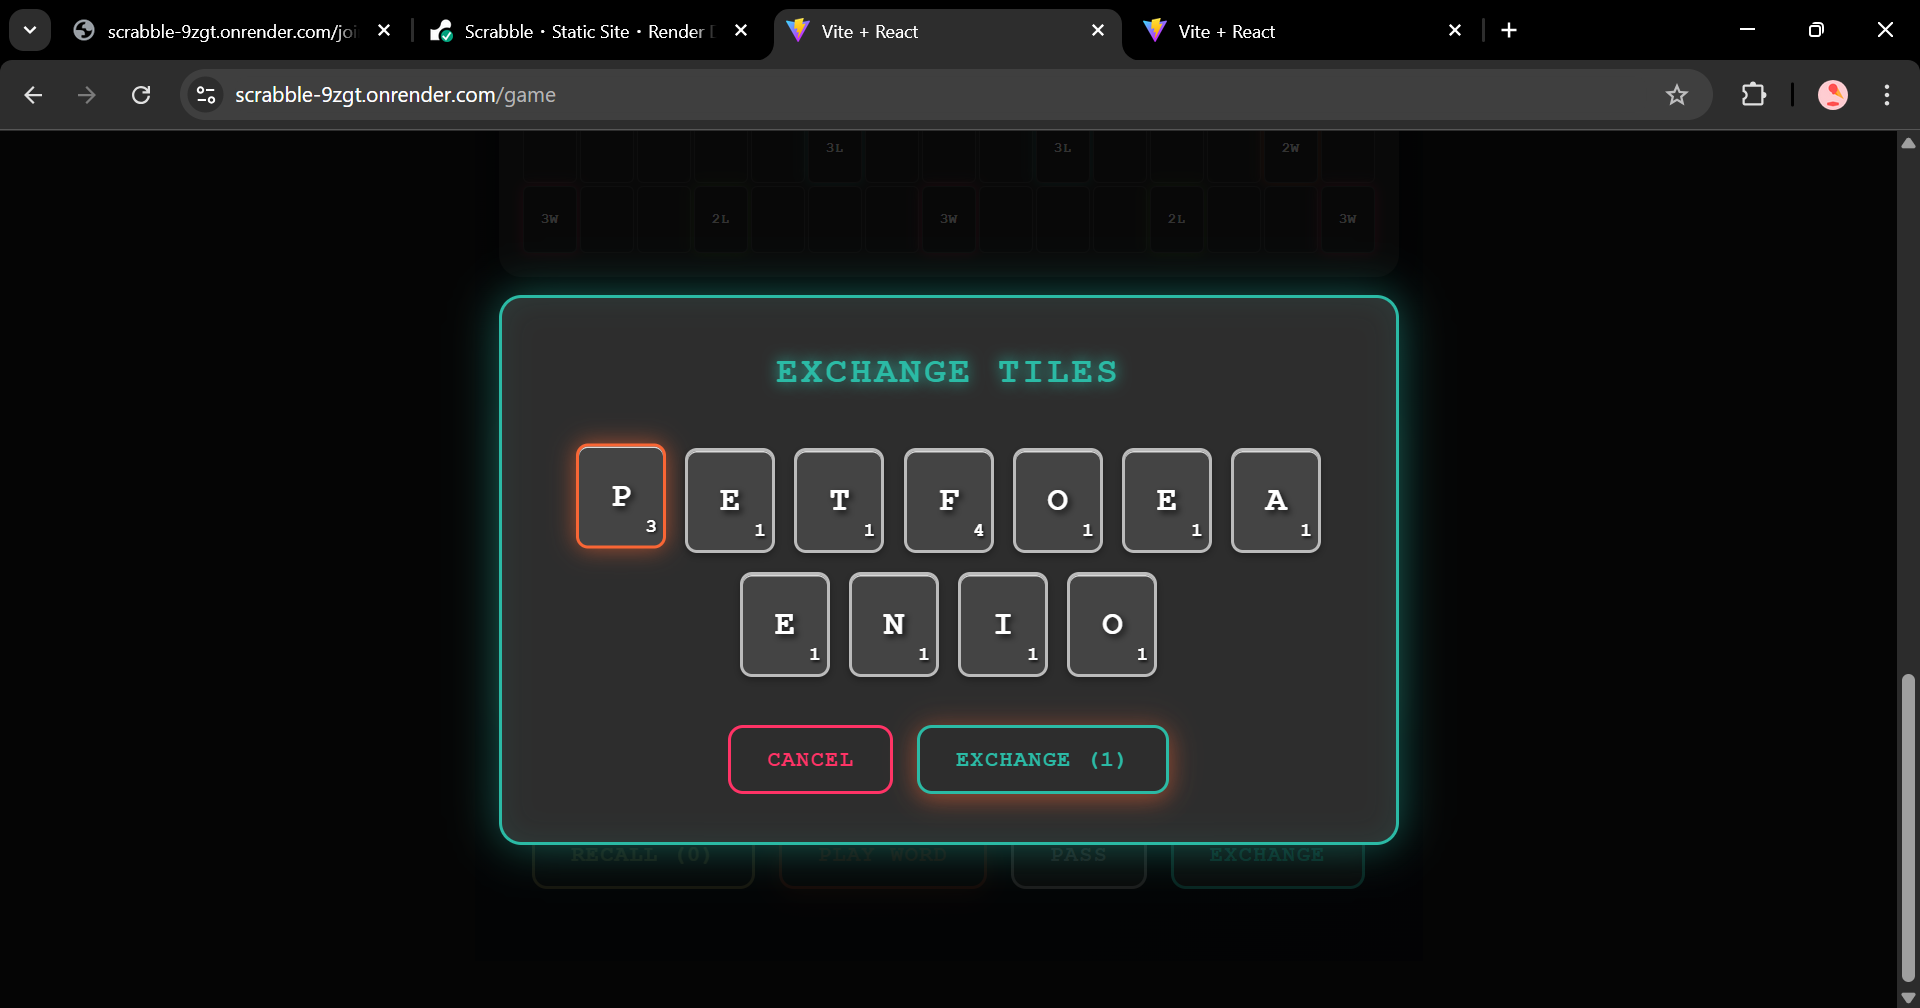 scrabble-9zgt.onrender.com/joi
Scrabble · Static Site · Render D
Vite + React
Vite + React
scrabble-9zgt.onrender.com/game
3L 3L 2W
3W 2L 3W 2L 3W
EXCHANGE TILES
P 3 E 1 T 1 F 4 O 1 E 1 A 1
E 1 N 1 I 1 O 1
CANCEL EXCHANGE (1)
RECALL (0) PLAY WORD PASS EXCHANGE